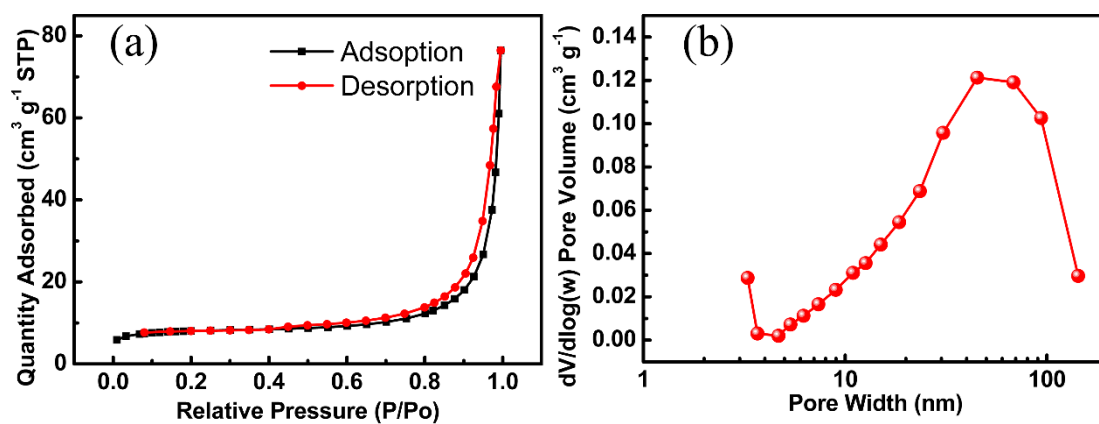 (a)
Adsoption
Desorption
80
60
40
20
0
Quantity Adsorbed (cm³ g⁻¹ STP)
0.0 0.2 0.4 0.6 0.8 1.0
Relative Pressure (P/Po)
(b)
0.14
0.12
0.10
0.08
0.06
0.04
0.02
0.00
dV/dlog(w) Pore Volume (cm³ g⁻¹)
1 10 100
Pore Width (nm)